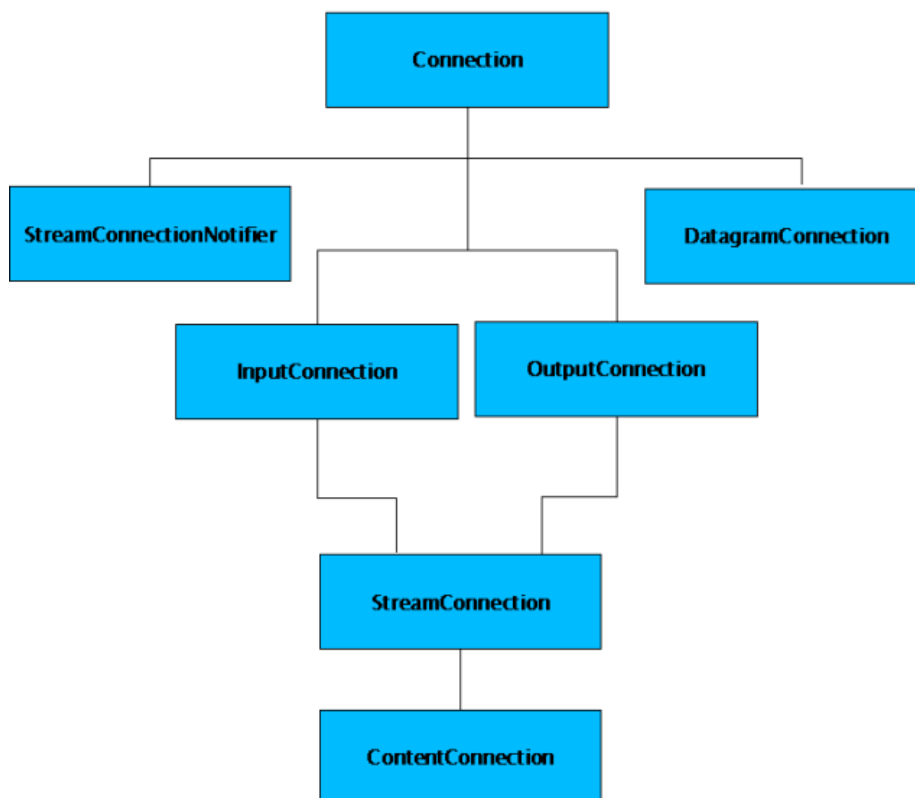 Connection
StreamConnectionNotifier
DatagramConnection
InputConnection
OutputConnection
StreamConnection
ContentConnection